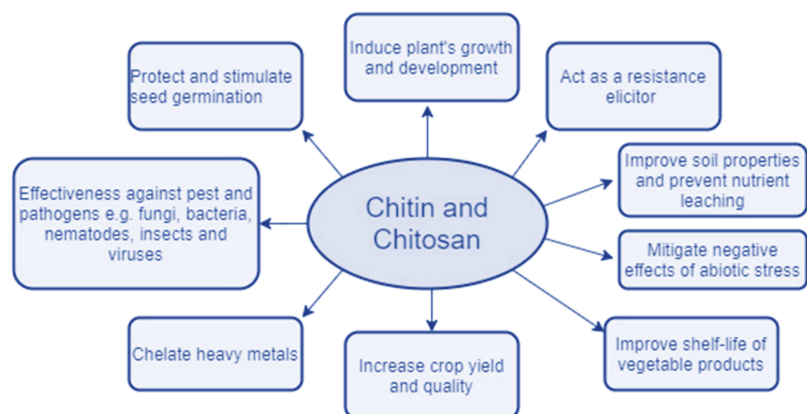 Induce plant's growth
and development
Protect and stimulate
seed germination
Act as a resistance
elicitor
Improve soil properties
and prevent nutrient
leaching
Effectiveness against pest and
pathogens e.g. fungi, bacteria,
nematodes, insects and
viruses
Chitin and
Chitosan
Mitigate negative
effects of abiotic stress
Chelate heavy metals
Increase crop yield
and quality
Improve shelf-life of
vegetable products